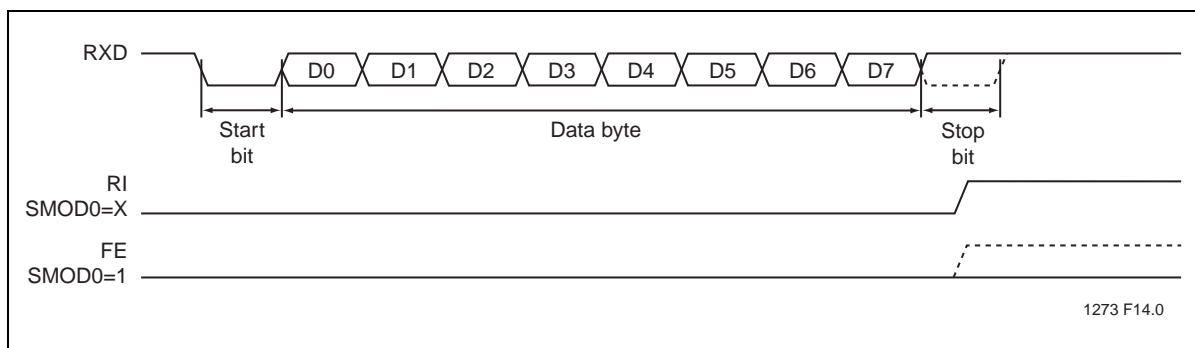 RXD
D0 D1 D2 D3 D4 D5 D6 D7
Start
bit
Data byte
Stop
bit
RI
SMOD0=X
FE
SMOD0=1
1273 F14.0